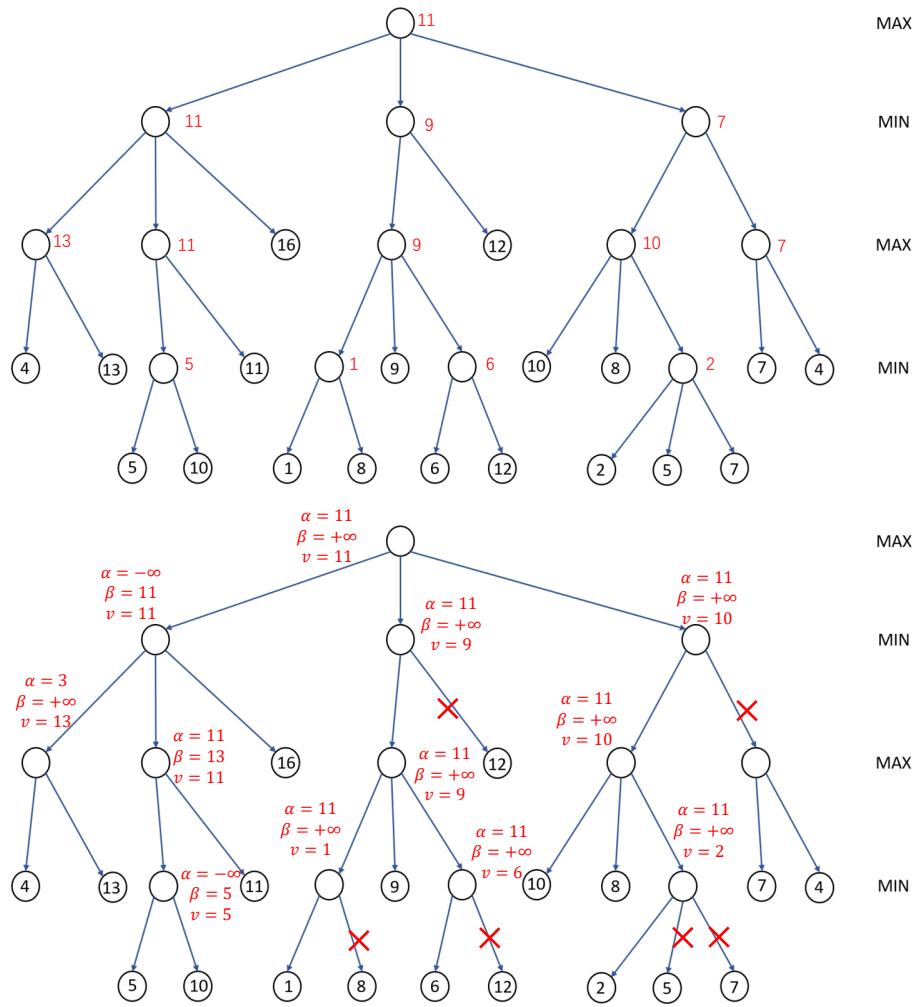 11 MAX
11 9 7 MIN
13 11 16 9 12 10 7 MAX
4 13 5 11 1 9 6 10 8 2 7 4 MIN
5 10 1 8 6 12 2 5 7
α = 11
β = +∞
v = 11
MAX
α = −∞
β = 11
v = 11
α = 11
β = +∞
v = 9
α = 11
β = +∞
v = 10
MIN
α = 3
β = +∞
v = 13
α = 11
β = 13
v = 11
16
α = 11
β = +∞
v = 9
12
α = 11
β = +∞
v = 10
MAX
α = 11
β = +∞
v = 1
α = 11
β = +∞
v = 6
α = 11
β = +∞
v = 2
4 13
α = −∞
β = 5
v = 5
11 9 10 8 7 4 MIN
5 10 1 8 6 12 2 5 7